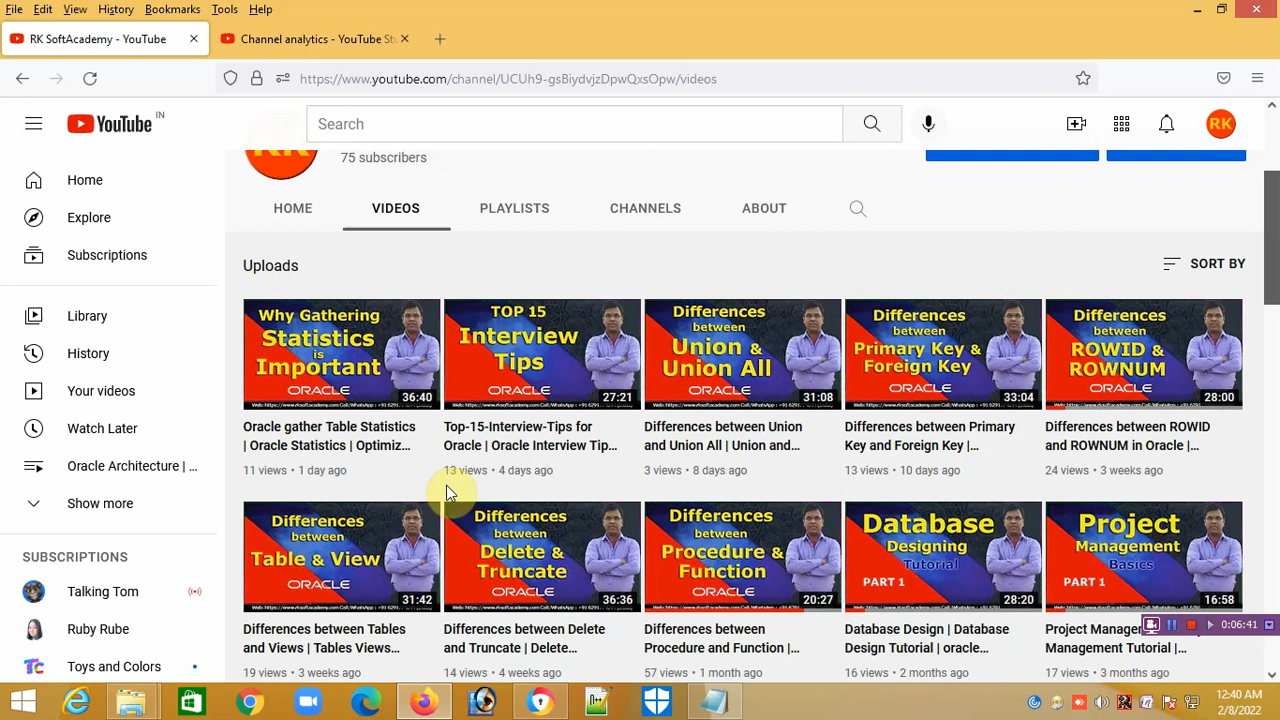 File Edit View History Bookmarks Tools Help
RK SoftAcademy - YouTube
Channel analytics - YouTube St
https://www.youtube.com/channel/UCUh9-gsBiydvjzDpwQxsOpw/videos
YouTube IN
Search
RK
Home
Explore
Subscriptions
Library
History
Your videos
Watch Later
Oracle Architecture | ...
Show more
SUBSCRIPTIONS
Talking Tom
Ruby Rube
Toys and Colors
75 subscribers
HOME VIDEOS PLAYLISTS CHANNELS ABOUT
Uploads
SORT BY
Why Gathering
Statistics
is
Important
ORACLE
36:40
Oracle gather Table Statistics
| Oracle Statistics | Optimiz...
11 views • 1 day ago
TOP 15
Interview
Tips
ORACLE
27:21
Top-15-Interview-Tips for
Oracle | Oracle Interview Tip...
13 views • 4 days ago
Differences
between
Union &
Union All
ORACLE
31:08
Differences between Union
and Union All | Union and...
3 views • 8 days ago
Differences
between
Primary Key &
Foreign Key
ORACLE
33:04
Differences between Primary
Key and Foreign Key |...
13 views • 10 days ago
Differences
between
ROWID &
ROWNUM
ORACLE
28:00
Differences between ROWID
and ROWNUM in Oracle |...
24 views • 3 weeks ago
Differences
between
Table & View
ORACLE
31:42
Differences between Tables
and Views | Tables Views...
19 views • 3 weeks ago
Differences
between
Delete &
Truncate
ORACLE
36:36
Differences between Delete
and Truncate | Delete...
14 views • 4 weeks ago
Differences
between
Procedure &
Function
ORACLE
20:27
Differences between
Procedure and Function |...
57 views • 1 month ago
Database
Designing
Tutorial
PART 1
28:20
Database Design | Database
Design Tutorial | oracle...
16 views • 2 months ago
Project
Management
Basics
PART 1
16:58
Project Manage
Management Tutorial |...
17 views • 3 months ago
0:06:41
12:40 AM
2/8/2022